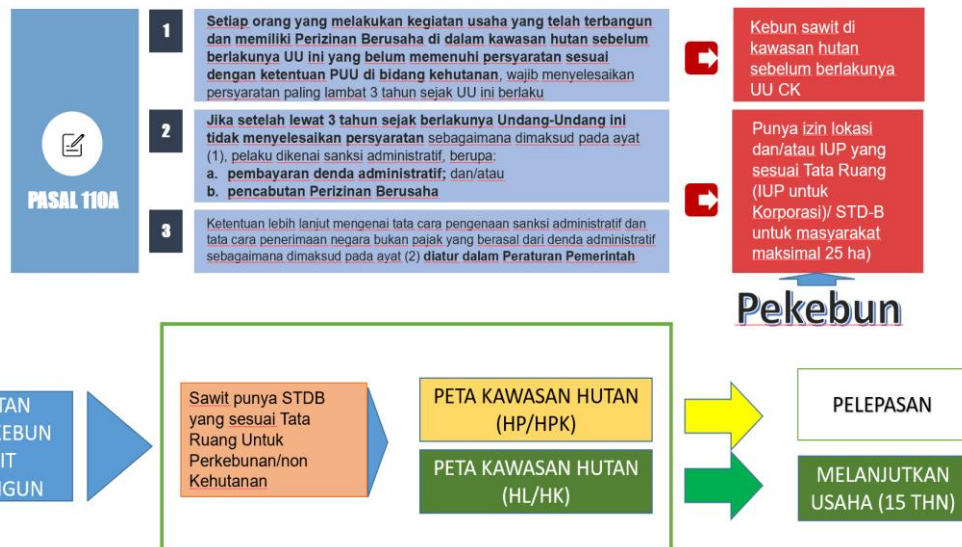 PASAL 110A
1
Setiap orang yang melakukan kegiatan usaha yang telah terbangun
dan memiliki Perizinan Berusaha di dalam kawasan hutan sebelum
berlakunya UU ini yang belum memenuhi persyaratan sesuai
dengan ketentuan PUU di bidang kehutanan, wajib menyelesaikan
persyaratan paling lambat 3 tahun sejak UU ini berlaku
Kebun sawit di
kawasan hutan
sebelum berlakunya
UU CK
2
Jika setelah lewat 3 tahun sejak berlakunya Undang-Undang ini
tidak menyelesaikan persyaratan sebagaimana dimaksud pada ayat
(1), pelaku dikenai sanksi administratif, berupa:
a. pembayaran denda administratif; dan/atau
b. pencabutan Perizinan Berusaha
Punya izin lokasi
dan/atau IUP yang
sesuai Tata Ruang
(IUP untuk
Korporasi)/ STD-B
untuk masyarakat
maksimal 25 ha)
3
Ketentuan lebih lanjut mengenai tata cara pengenaan sanksi administratif dan
tata cara penerimaan negara bukan pajak yang berasal dari denda administratif
sebagaimana dimaksud pada ayat (2) diatur dalam Peraturan Pemerintah
Pekebun
TAN
EBUN
IT
NGUN
Sawit punya STDB
yang sesuai Tata
Ruang Untuk
Perkebunan/non
Kehutanan
PETA KAWASAN HUTAN
(HP/HPK)
PETA KAWASAN HUTAN
(HL/HK)
PELEPASAN
MELANJUTKAN
USAHA (15 THN)